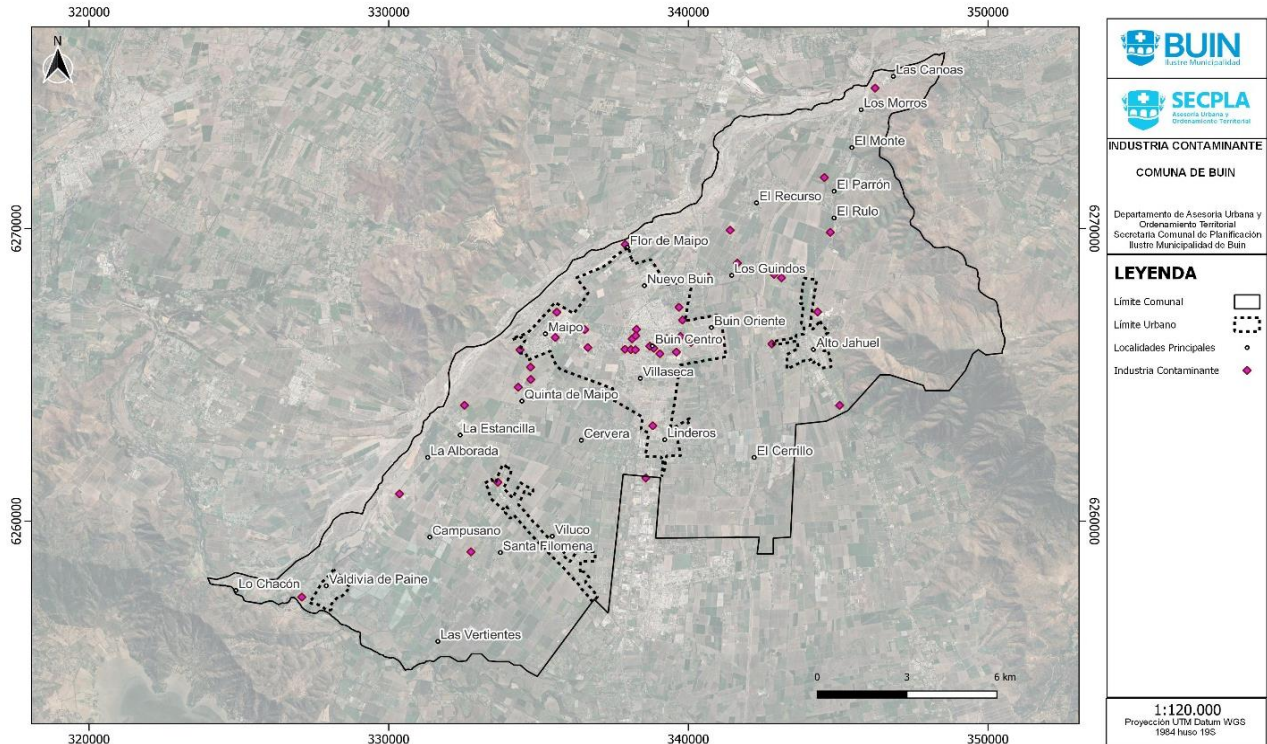 320000
330000
340000
350000
N
Las Canoas
Los Morros
El Monte
El Parrón
El Recurso
El Rulo
6270000
6270000
Flor de Maipo
Los Guindos
Nuevo Buin
Buin Oriente
Maipo
Buin Centro
Alto Jahuel
Villaseca
Quinta de Maipo
La Estancilla
Cervera
Linderos
La Alborada
El Cerrillo
6260000
6260000
Campusano
Viluco
Santa Filomena
Lo Chacón
Valdivia de Paine
Las Vertientes
0
3
6 km
320000
330000
340000
350000
BUIN
Ilustre Municipalidad
SECPLA
Asesoría Urbana y
Ordenamiento Territorial
INDUSTRIA CONTAMINANTE
COMUNA DE BUIN
Departamento de Asesoría Urbana y
Ordenamiento Territorial
Secretaría Comunal de Planificación
Ilustre Municipalidad de Buin
LEYENDA
Límite Comunal
Límite Urbano
Localidades Principales
Industria Contaminante
1:120.000
Proyección UTM Datum WGS
1984 huso 19S